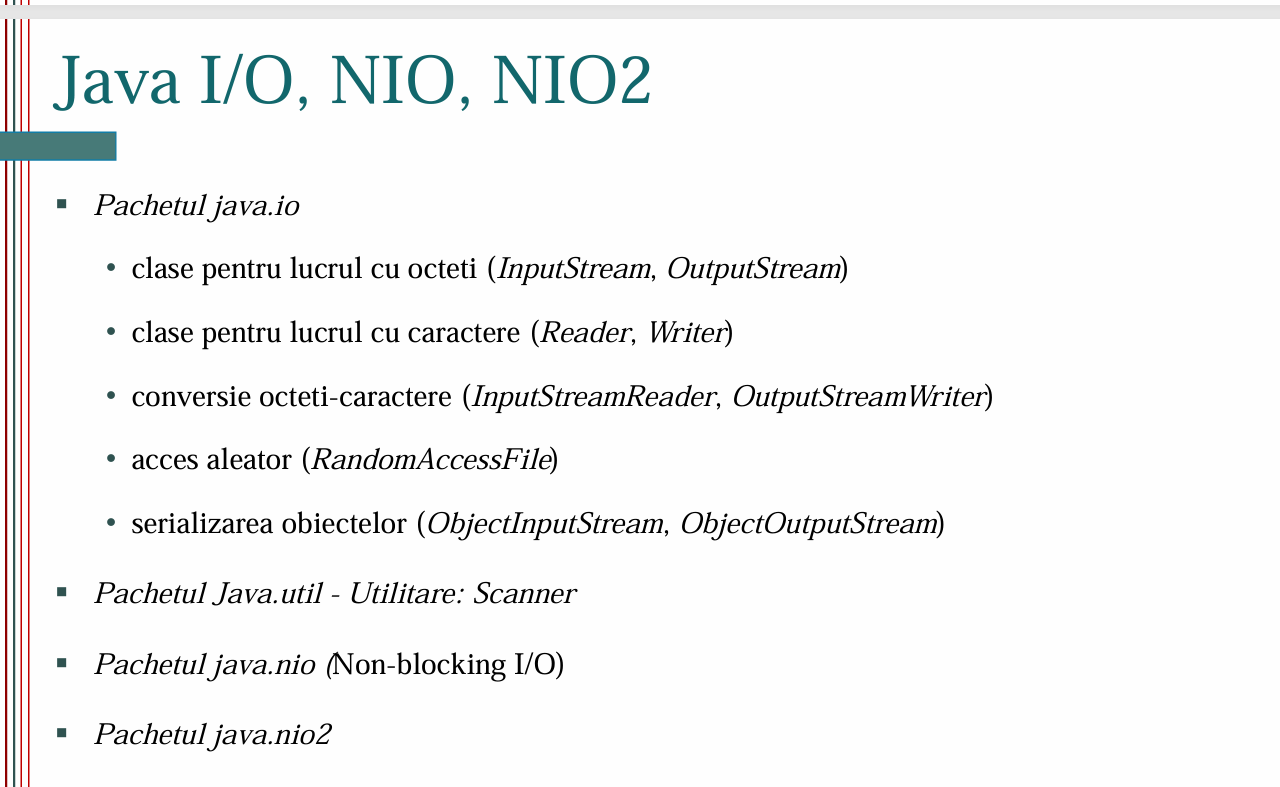 Java I/O, NIO, NIO2
▪ Pachetul java.io
• clase pentru lucrul cu octeti (InputStream, OutputStream)
• clase pentru lucrul cu caractere (Reader, Writer)
• conversie octeti-caractere (InputStreamReader, OutputStreamWriter)
• acces aleator (RandomAccessFile)
• serializarea obiectelor (ObjectInputStream, ObjectOutputStream)
▪ Pachetul Java.util - Utilitare: Scanner
▪ Pachetul java.nio (Non-blocking I/O)
▪ Pachetul java.nio2